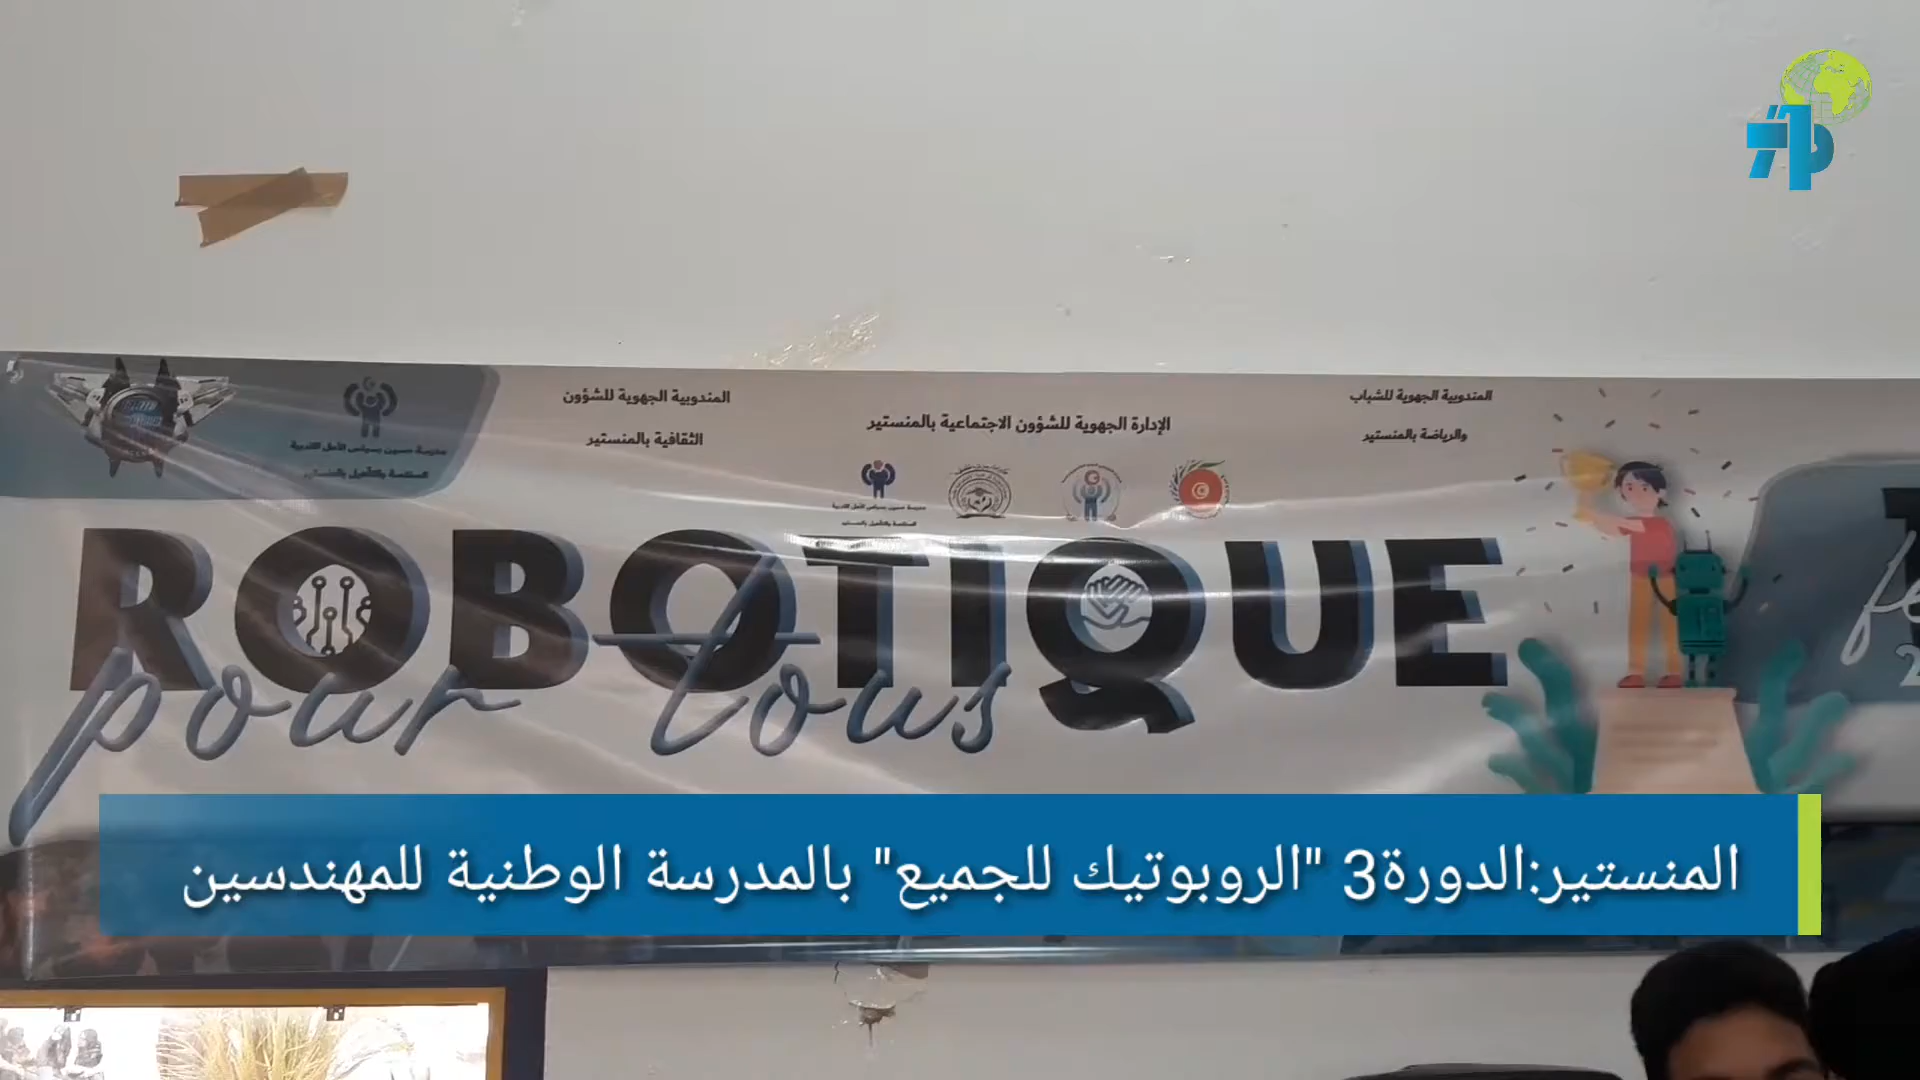 المندوبية الجهوية للشباب
والرياضة بالمنستير
الإدارة الجهوية للشؤون الاجتماعية بالمنستير
المندوبية الجهوية للشؤون
الثقافية بالمنستير
ROBOTIQUE
pour tous
المنستير:الدورة3 "الروبوتيك للجميع" بالمدرسة الوطنية للمهندسين